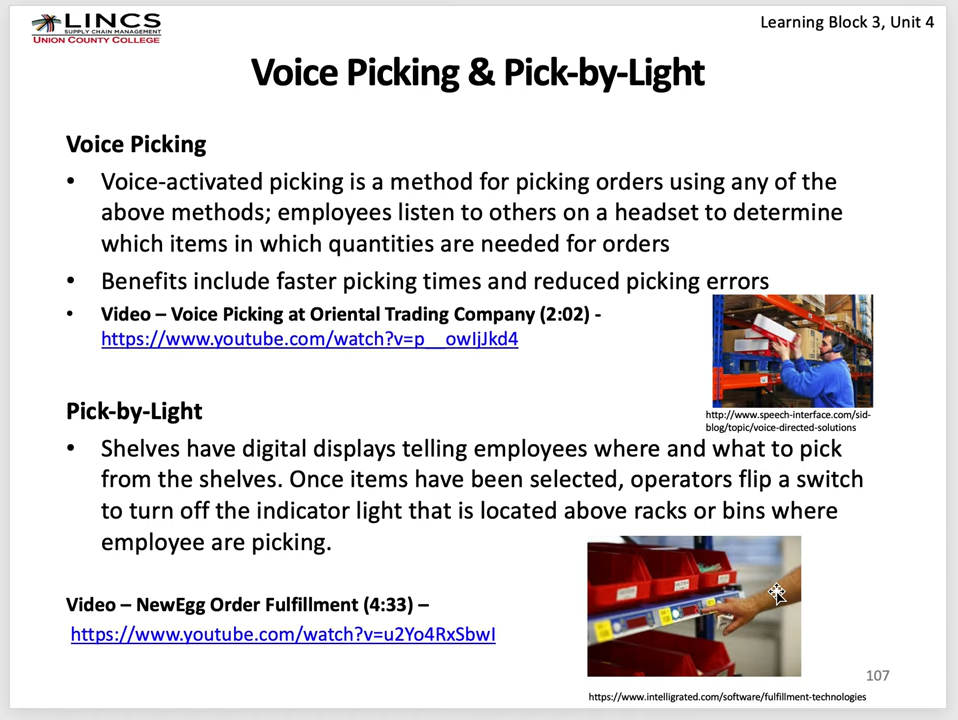 LINCS
SUPPLY CHAIN MANAGEMENT
UNION COUNTY COLLEGE
Learning Block 3, Unit 4
Voice Picking & Pick-by-Light
Voice Picking
• Voice-activated picking is a method for picking orders using any of the
above methods; employees listen to others on a headset to determine
which items in which quantities are needed for orders
• Benefits include faster picking times and reduced picking errors
• Video – Voice Picking at Oriental Trading Company (2:02) -
https://www.youtube.com/watch?v=p__owIjJkd4
http://www.speech-interface.com/sid-
blog/topic/voice-directed-solutions
Pick-by-Light
• Shelves have digital displays telling employees where and what to pick
from the shelves. Once items have been selected, operators flip a switch
to turn off the indicator light that is located above racks or bins where
employee are picking.
Video – NewEgg Order Fulfillment (4:33) –
https://www.youtube.com/watch?v=u2Yo4RxSbwI
107
https://www.intelligrated.com/software/fulfillment-technologies